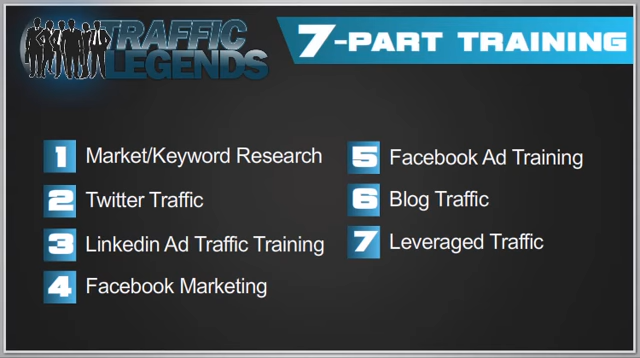 TRAFFIC
LEGENDS
7-PART TRAINING
1 Market/Keyword Research
2 Twitter Traffic
3 Linkedin Ad Traffic Training
4 Facebook Marketing
5 Facebook Ad Training
6 Blog Traffic
7 Leveraged Traffic